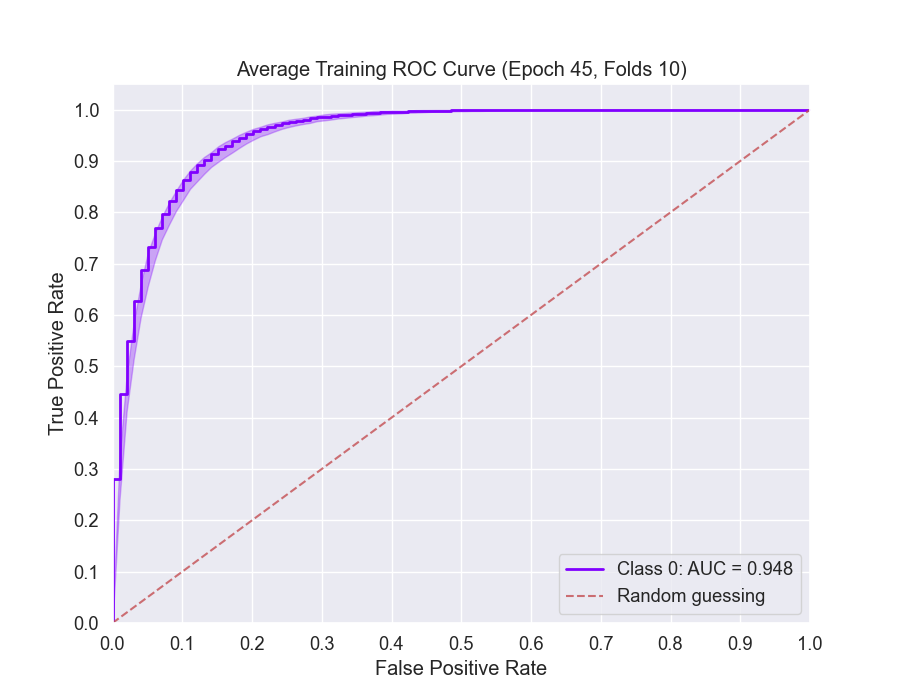 Average Training ROC Curve (Epoch 45, Folds 10)
True Positive Rate
1.0
0.9
0.8
0.7
0.6
0.5
0.4
0.3
0.2
0.1
0.0
Class 0: AUC = 0.948
Random guessing
0.0 0.1 0.2 0.3 0.4 0.5 0.6 0.7 0.8 0.9 1.0
False Positive Rate